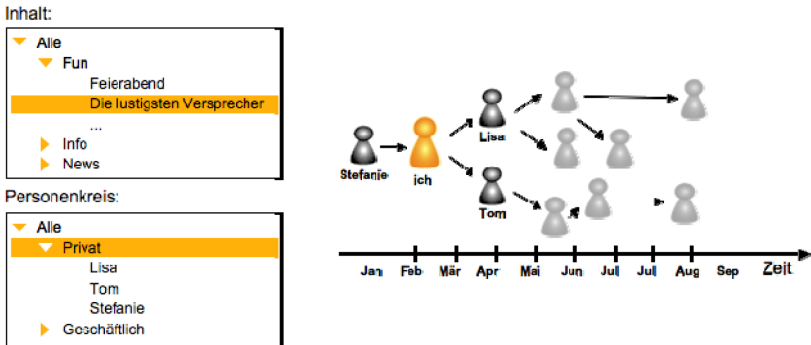 Inhalt:
Alle
Fun
Feierabend
Die lustigsten Versprecher
...
Info
News
Personenkreis:
Alle
Privat
Lisa
Tom
Stefanie
Geschäftlich
Lisa
Stefanie
ich
Tom
Jan Feb Mär Apr Mai Jun Jul Jul Aug Sep Zeit